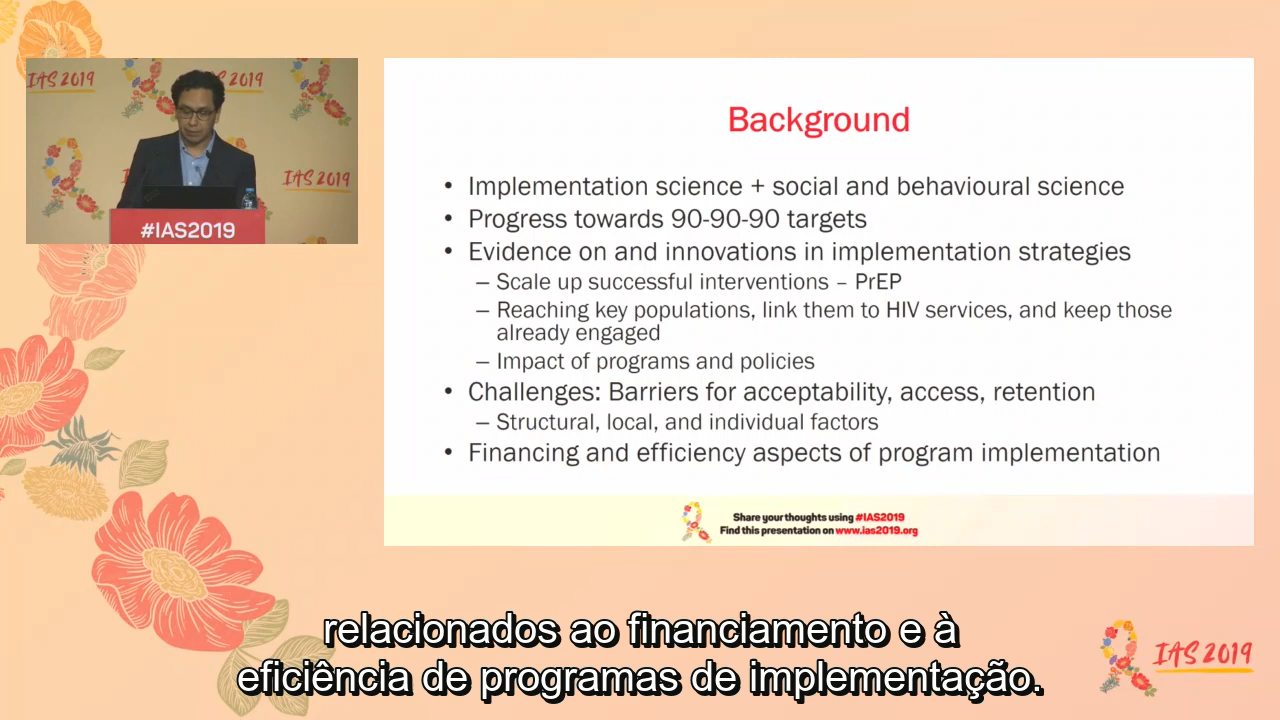 IAS 2019
IAS 2019
IAS 2019
#IAS2019
Background
• Implementation science + social and behavioural science
• Progress towards 90-90-90 targets
• Evidence on and innovations in implementation strategies
– Scale up successful interventions – PrEP
– Reaching key populations, link them to HIV services, and keep those
already engaged
– Impact of programs and policies
• Challenges: Barriers for acceptability, access, retention
– Structural, local, and individual factors
• Financing and efficiency aspects of program implementation
Share your thoughts using #IAS2019
Find this presentation on www.ias2019.org
relacionados ao financiamento e à
eficiência de programas de implementação.
IAS 2019